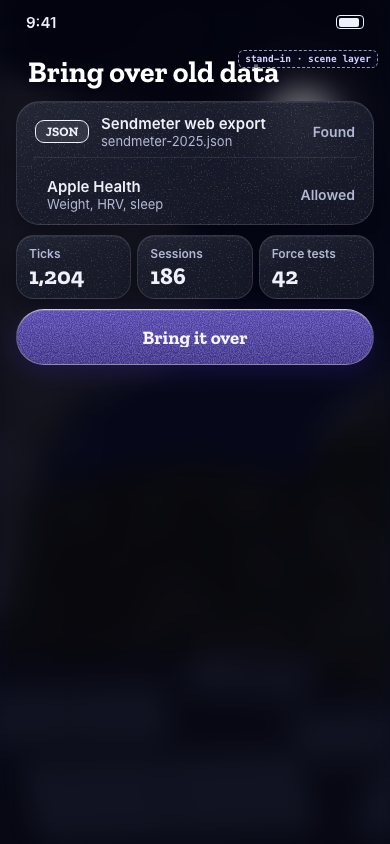 9:41
stand-in · scene layer
Bring over old data
JSON
Sendmeter web export
sendmeter-2025.json
Found
Apple Health
Weight, HRV, sleep
Allowed
Ticks
1,204
Sessions
186
Force tests
42
Bring it over